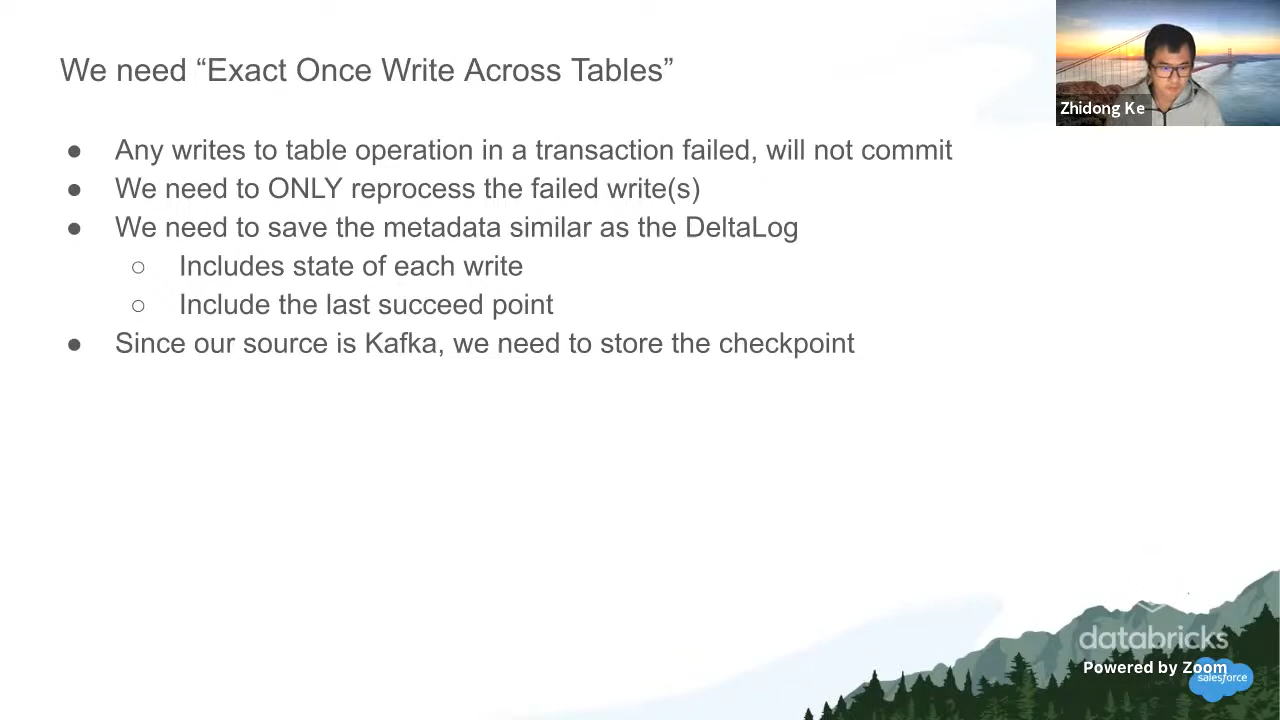 We need “Exact Once Write Across Tables”
Zhidong Ke
● Any writes to table operation in a transaction failed, will not commit
● We need to ONLY reprocess the failed write(s)
● We need to save the metadata similar as the DeltaLog
○ Includes state of each write
○ Include the last succeed point
● Since our source is Kafka, we need to store the checkpoint
databricks
Powered by Zoom
salesforce